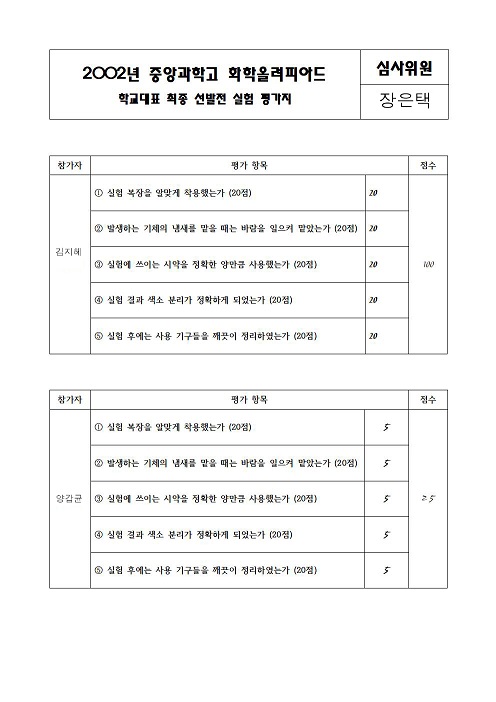 2002년 중앙과학고 화학올림피아드
학교대표 최종 선발전 실험 평가지
심사위원
장은택
참가자 평가 항목 점수
김지혜
① 실험 복장을 알맞게 착용했는가 (20점) 20
② 발생하는 기체의 냄새를 맡을 때는 바람을 일으켜 맡았는가 (20점) 20
③ 실험에 쓰이는 시약을 정확한 양만큼 사용했는가 (20점) 20
④ 실험 결과 색소 분리가 정확하게 되었는가 (20점) 20
⑤ 실험 후에는 사용 기구들을 깨끗이 정리하였는가 (20점) 20
100
참가자 평가 항목 점수
양갑균
① 실험 복장을 알맞게 착용했는가 (20점) 5
② 발생하는 기체의 냄새를 맡을 때는 바람을 일으켜 맡았는가 (20점) 5
③ 실험에 쓰이는 시약을 정확한 양만큼 사용했는가 (20점) 5
④ 실험 결과 색소 분리가 정확하게 되었는가 (20점) 5
⑤ 실험 후에는 사용 기구들을 깨끗이 정리하였는가 (20점) 5
25